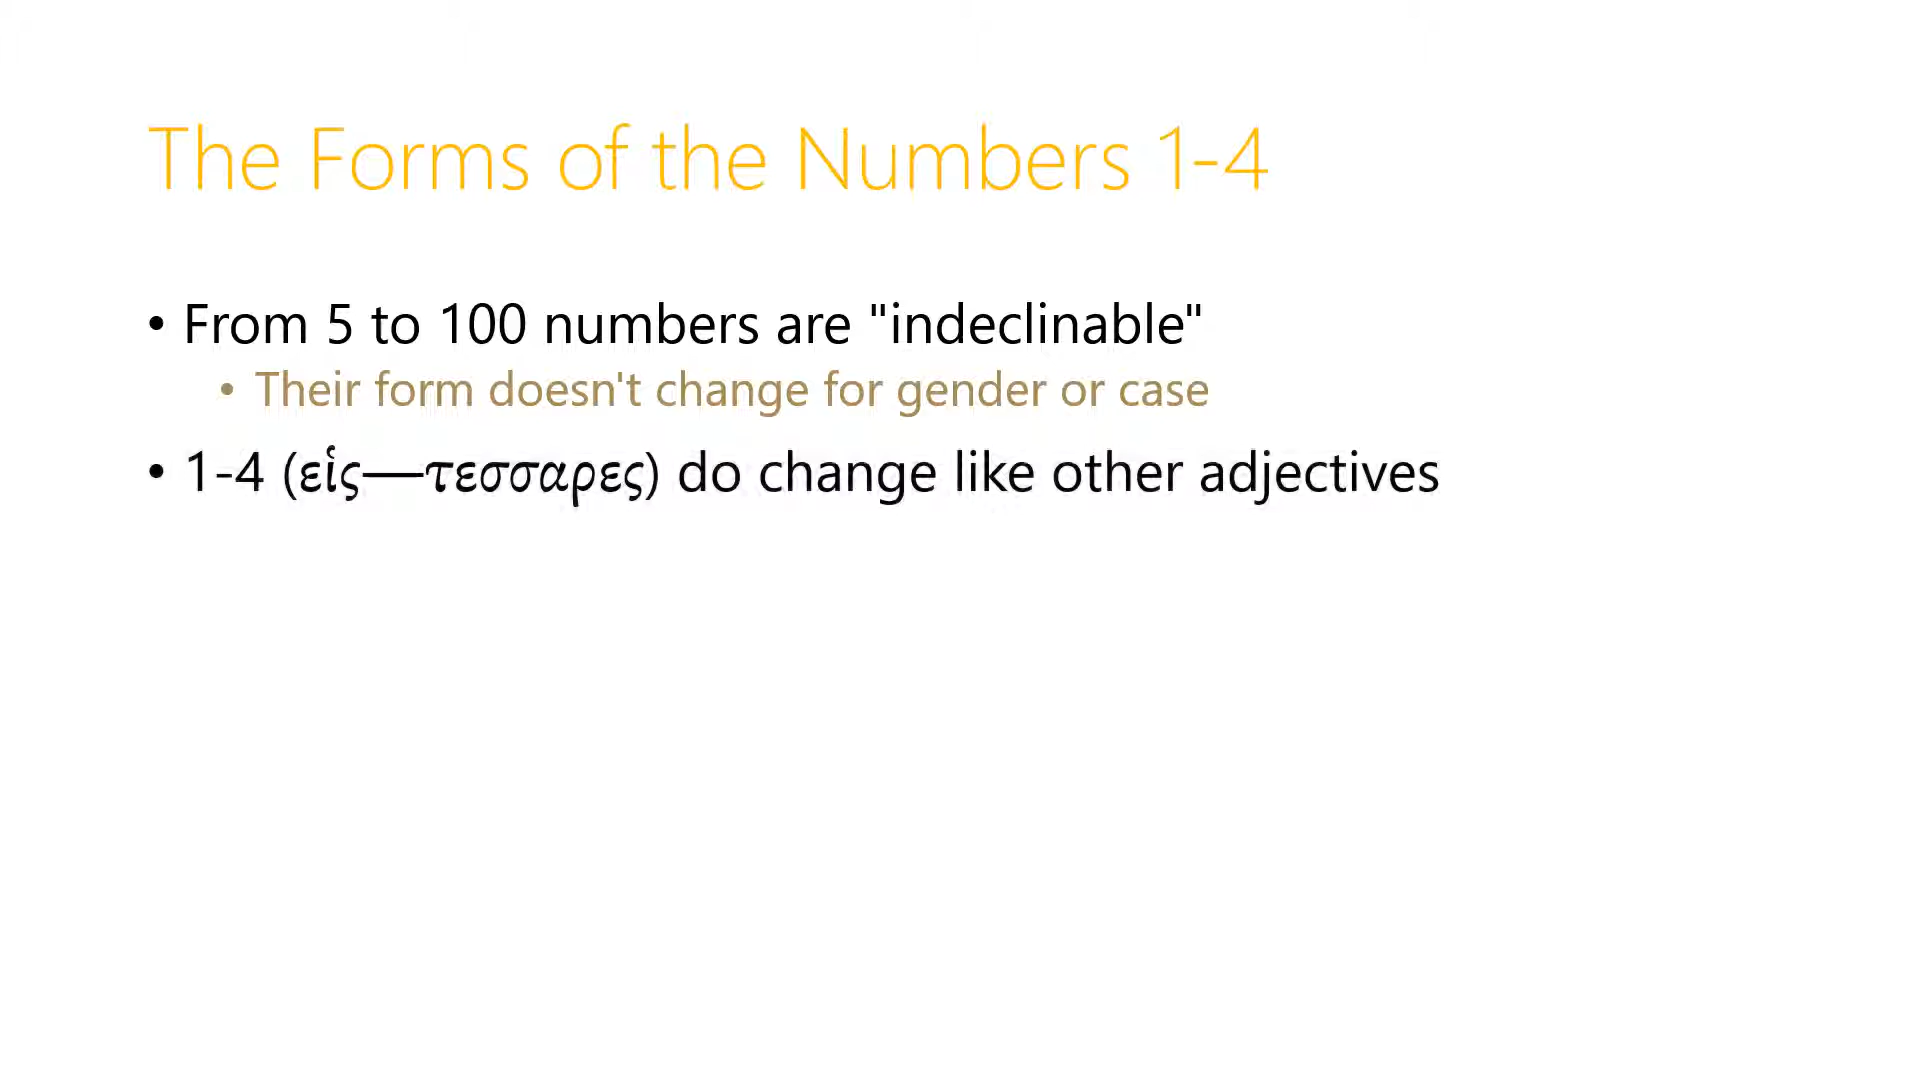 The Forms of the Numbers 1-4
• From 5 to 100 numbers are "indeclinable"
• Their form doesn't change for gender or case
• 1-4 (εἱς—τεσσαρες) do change like other adjectives